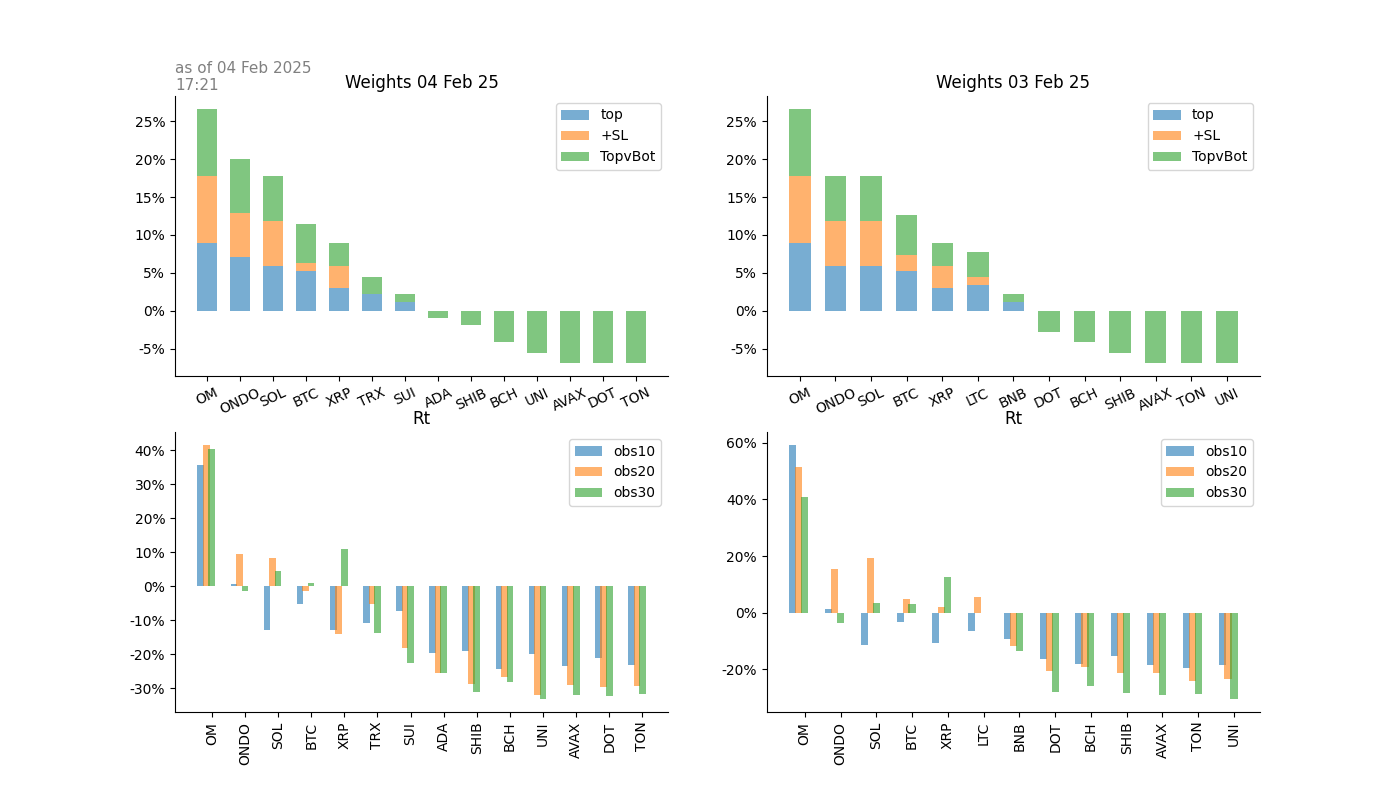 as of 04 Feb 2025
17:21
Weights 04 Feb 25
25%
20%
15%
10%
5%
0%
-5%
top
+SL
TopvBot
OM ONDO SOL BTC XRP TRX SUI ADA SHIB BCH UNI AVAX DOT TON
Weights 03 Feb 25
25%
20%
15%
10%
5%
0%
-5%
top
+SL
TopvBot
OM ONDO SOL BTC XRP LTC BNB DOT BCH SHIB AVAX TON UNI
Rt
40%
30%
20%
10%
0%
-10%
-20%
-30%
obs10
obs20
obs30
OM ONDO SOL BTC XRP TRX SUI ADA SHIB BCH UNI AVAX DOT TON
Rt
60%
40%
20%
0%
-20%
obs10
obs20
obs30
OM ONDO SOL BTC XRP LTC BNB DOT BCH SHIB AVAX TON UNI